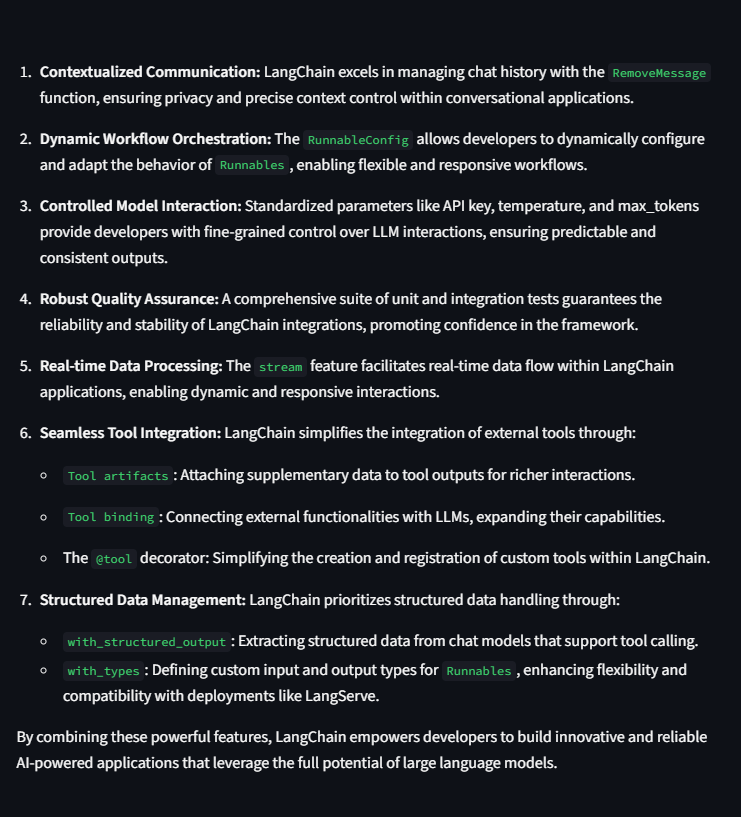 1. Contextualized Communication: LangChain excels in managing chat history with the RemoveMessage
function, ensuring privacy and precise context control within conversational applications.
2. Dynamic Workflow Orchestration: The RunnableConfig allows developers to dynamically configure
and adapt the behavior of Runnables, enabling flexible and responsive workflows.
3. Controlled Model Interaction: Standardized parameters like API key, temperature, and max_tokens
provide developers with fine-grained control over LLM interactions, ensuring predictable and
consistent outputs.
4. Robust Quality Assurance: A comprehensive suite of unit and integration tests guarantees the
reliability and stability of LangChain integrations, promoting confidence in the framework.
5. Real-time Data Processing: The stream feature facilitates real-time data flow within LangChain
applications, enabling dynamic and responsive interactions.
6. Seamless Tool Integration: LangChain simplifies the integration of external tools through:
○ Tool artifacts: Attaching supplementary data to tool outputs for richer interactions.
○ Tool binding: Connecting external functionalities with LLMs, expanding their capabilities.
○ The @tool decorator: Simplifying the creation and registration of custom tools within LangChain.
7. Structured Data Management: LangChain prioritizes structured data handling through:
○ with_structured_output: Extracting structured data from chat models that support tool calling.
○ with_types: Defining custom input and output types for Runnables, enhancing flexibility and
compatibility with deployments like LangServe.
By combining these powerful features, LangChain empowers developers to build innovative and reliable
AI-powered applications that leverage the full potential of large language models.